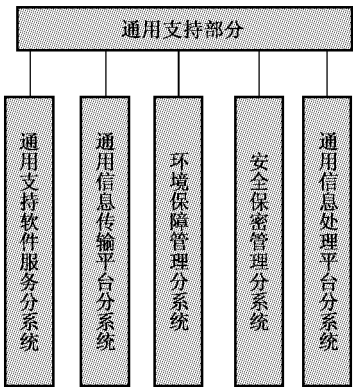 通用支持部分
通用支持软件服务分系统
通用信息传输平台分系统
环境保障管理分系统
安全保密管理分系统
通用信息处理平台分系统